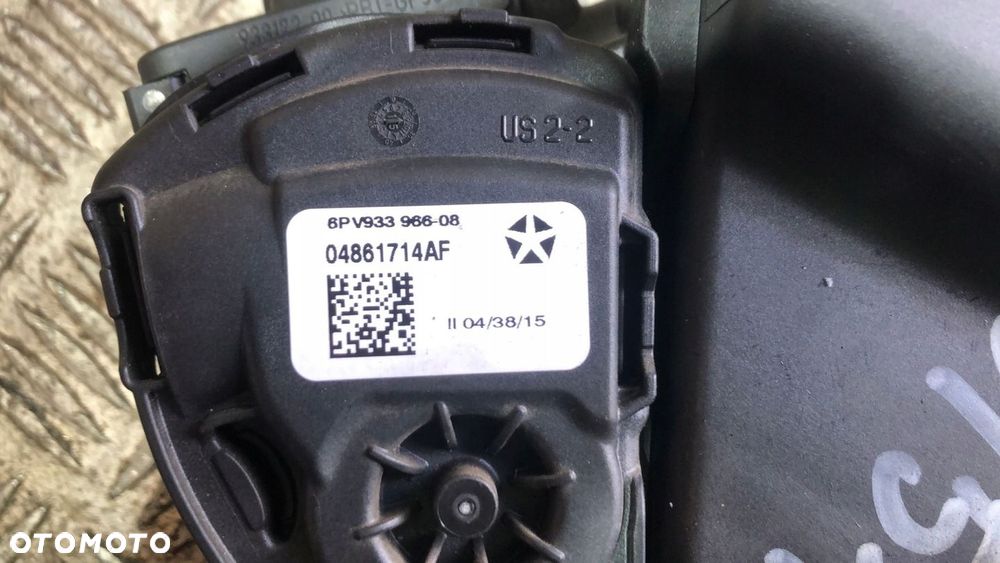 US 2-2
6PV933 966-08
04861714AF
II 04/38/15
OTOMOTO